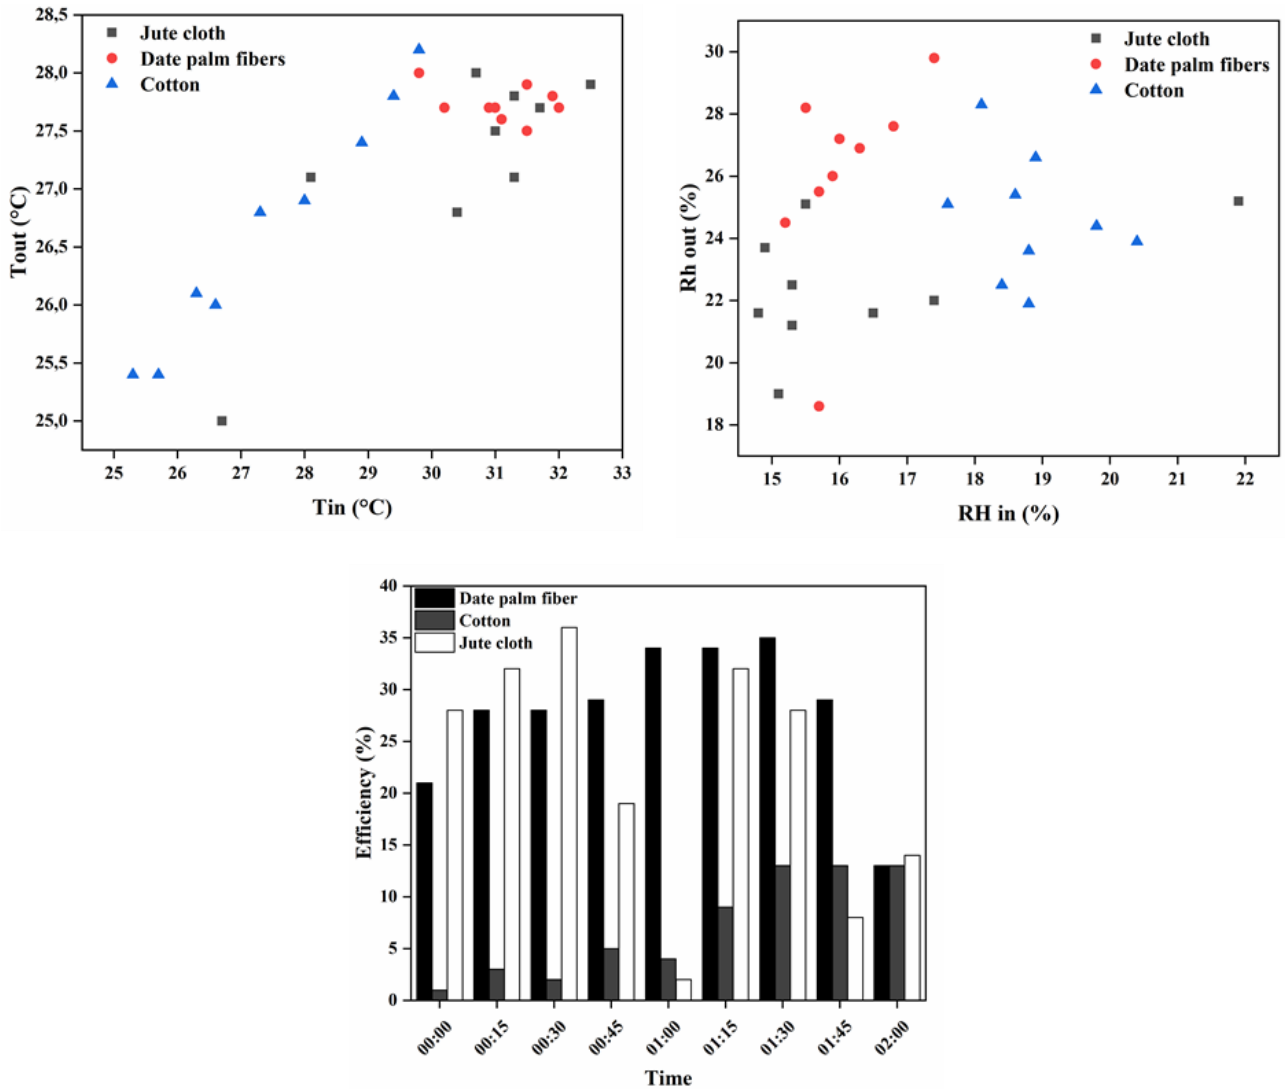 28,5
28,0
27,5
27,0
26,5
26,0
25,5
25,0
Tout (°C)
Jute cloth
Date palm fibers
Cotton
25 26 27 28 29 30 31 32 33
Tin (°C)
30
28
26
24
22
20
18
Rh out (%)
Jute cloth
Date palm fibers
Cotton
15 16 17 18 19 20 21 22
RH in (%)
40
35
30
25
20
15
10
5
0
Efficiency (%)
Date palm fiber
Cotton
Jute cloth
00:00 00:15 00:30 00:45 01:00 01:15 01:30 01:45 02:00
Time